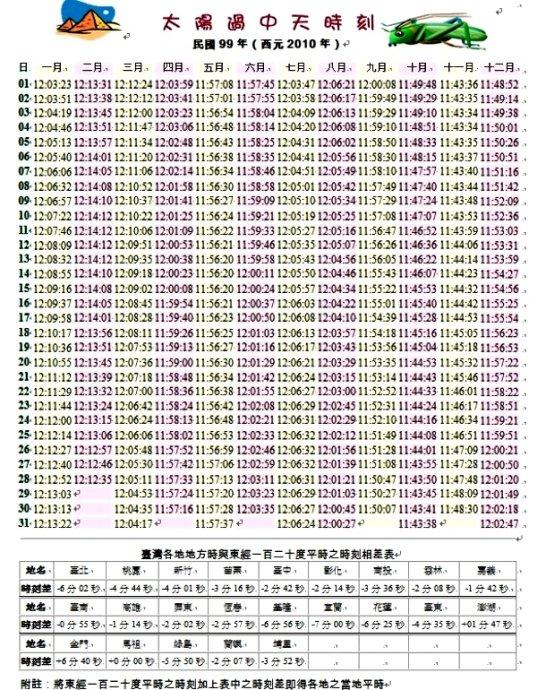 太陽過中天時刻
民國 99 年 ( 西元 2010 年 )
日 一月 二月 三月 四月 五月 六月 七月 八月 九月 十月 十一月 十二月
01 12:03:23 12:13:31 12:12:24 12:03:59 11:57:08 11:57:45 12:03:47 12:06:21 12:00:08 11:49:48 11:43:36 11:48:52
02 12:03:51 12:13:38 12:12:12 12:03:41 11:57:01 11:57:55 12:03:58 12:06:17 11:59:49 11:49:29 11:43:35 11:49:14
03 12:04:19 12:13:45 12:12:00 12:03:23 11:56:54 11:58:04 12:04:09 12:06:13 11:59:29 11:49:10 11:43:34 11:49:38
04 12:04:46 12:13:51 12:11:47 12:03:06 11:56:48 11:58:14 12:04:20 12:06:08 11:59:10 11:48:51 11:43:34 11:50:01
05 12:05:13 12:13:57 12:11:34 12:02:48 11:56:43 11:58:25 12:04:31 12:06:02 11:58:50 11:48:33 11:43:35 11:50:26
06 12:05:40 12:14:01 12:11:20 12:02:31 11:56:38 11:58:35 12:04:41 12:05:56 11:58:30 11:48:15 11:43:37 11:50:51
07 12:06:06 12:14:05 12:11:06 12:02:14 11:56:34 11:58:46 12:04:51 12:05:49 11:58:10 11:47:57 11:43:40 11:51:16
08 12:06:32 12:14:08 12:10:52 12:01:58 11:56:30 11:58:58 12:05:01 12:05:42 11:57:49 11:47:40 11:43:44 11:51:42
09 12:06:57 12:14:10 12:10:37 12:01:41 11:56:27 11:59:09 12:05:10 12:05:34 11:57:29 11:47:24 11:43:48 11:52:09
10 12:07:22 12:14:12 12:10:22 12:01:25 11:56:24 11:59:21 12:05:19 12:05:25 11:57:08 11:47:07 11:43:53 11:52:36
11 12:07:46 12:14:12 12:10:06 12:01:09 11:56:22 11:59:33 12:05:27 12:05:16 11:56:47 11:46:52 11:43:59 11:53:03
12 12:08:09 12:14:12 12:09:51 12:00:53 11:56:21 11:59:46 12:05:35 12:05:07 11:56:26 11:46:36 11:44:06 11:53:31
13 12:08:32 12:14:12 12:09:35 12:00:38 11:56:20 11:59:58 12:05:43 12:04:56 11:56:05 11:46:22 11:44:14 11:53:59
14 12:08:55 12:14:10 12:09:18 12:00:23 11:56:20 12:00:11 12:05:50 12:04:46 11:55:43 11:46:07 11:44:23 11:54:27
15 12:09:16 12:14:08 12:09:02 12:00:08 11:56:20 12:00:24 12:05:57 12:04:34 11:55:22 11:45:53 11:44:32 11:54:56
16 12:09:37 12:14:05 12:08:45 11:59:54 11:56:21 12:00:37 12:06:03 12:04:22 11:55:01 11:45:40 11:44:42 11:55:25
17 12:09:58 12:14:01 12:08:28 11:59:40 11:56:23 12:00:50 12:06:08 12:04:10 11:54:39 11:45:28 11:44:53 11:55:54
18 12:10:17 12:13:56 12:08:11 11:59:26 11:56:25 12:01:03 12:06:13 12:03:57 11:54:18 11:45:16 11:45:05 11:56:23
19 12:10:36 12:13:51 12:07:53 11:59:13 11:56:27 12:01:16 12:06:17 12:03:43 11:53:56 11:45:04 11:45:18 11:56:53
20 12:10:55 12:13:45 12:07:36 11:59:00 11:56:30 12:01:29 12:06:21 12:03:29 11:53:35 11:44:53 11:45:32 11:57:22
21 12:11:12 12:13:39 12:07:18 11:58:48 11:56:34 12:01:42 12:06:24 12:03:15 11:53:14 11:44:43 11:45:46 11:57:52
22 12:11:29 12:13:32 12:07:00 11:58:36 11:56:38 12:01:55 12:06:27 12:03:00 11:52:52 11:44:33 11:46:01 11:58:22
23 12:11:44 12:13:24 12:06:42 11:58:24 11:56:43 12:02:08 12:06:29 12:02:45 11:52:31 11:44:24 11:46:17 11:58:51
24 12:12:00 12:13:15 12:06:24 11:58:13 11:56:48 12:02:21 12:06:31 12:02:29 11:52:10 11:44:16 11:46:34 11:59:21
25 12:12:14 12:13:06 12:06:06 11:58:02 11:56:53 12:02:33 12:06:32 12:02:12 11:51:49 11:44:08 11:46:51 11:59:51
26 12:12:27 12:12:57 12:05:48 11:57:52 11:56:59 12:02:46 12:06:32 12:01:56 11:51:28 11:44:01 11:47:09 12:00:21
27 12:12:40 12:12:46 12:05:30 11:57:42 11:57:06 12:02:59 12:06:32 12:01:39 11:51:08 11:43:55 11:47:28 12:00:50
28 12:12:52 12:12:35 12:05:11 11:57:33 11:57:13 12:03:11 12:06:31 12:01:21 11:50:47 11:43:50 11:47:48 12:01:20
29 12:13:03 12:04:53 11:57:24 11:57:20 12:03:23 12:06:29 12:01:03 11:50:27 11:43:45 11:48:09 12:01:49
30 12:13:13 12:04:35 11:57:16 11:57:28 12:03:35 12:06:27 12:00:45 11:50:07 11:43:41 11:48:30 12:02:18
31 12:13:22 12:04:17 11:57:37 12:06:24 12:00:27 11:43:38 12:02:47
臺灣各地地方時與東經一百二十度平時之時刻相差表
地名 臺北 桃園 新竹 苗栗 臺中 彰化 南投 雲林 嘉義
時刻差 -6 分 02 秒 -4 分 44 秒 -4 分 01 秒 -3 分 16 秒 -2 分 42 秒 -2 分 14 秒 -3 分 36 秒 -2 分 08 秒 -1 分 42 秒
地名 臺南 高雄 屏東 恆春 基隆 宜蘭 花蓮 臺東 澎湖
時刻差 -0 分 55 秒 -1 分 14 秒 -2 分 02 秒 -2 分 57 秒 -6 分 56 秒 -7 分 00 秒 -6 分 25 秒 -4 分 35 秒 +01 分 47 秒
地名 金門 馬祖 綠島 蘭嶼 埔里
時刻差 +6 分 40 秒 +0 分 00 秒 -5 分 50 秒 -2 分 07 秒 -3 分 52 秒
附註：將東經一百二十度平時之時刻加上表中之時刻差即得各地之當地平時